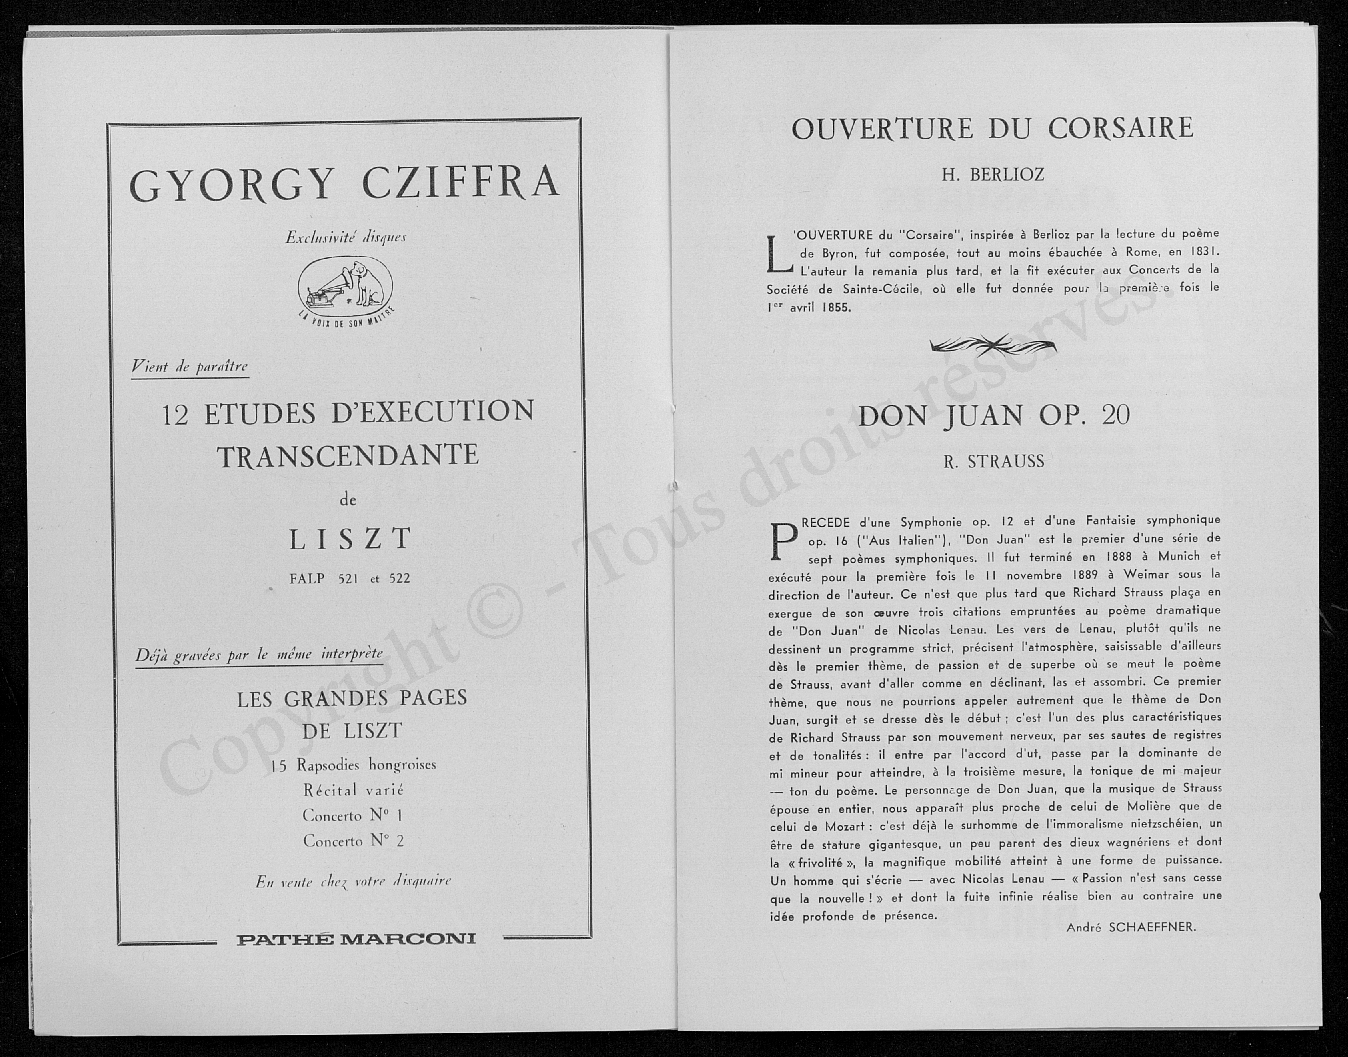 GYORGY CZIFFRA
Exclusivité disques
LA VOIX DE SON MAITRE
Vient de paraître
12 ETUDES D'EXECUTION
TRANSCENDANTE
de
LISZT
FALP 521 et 522
Déjà gravées par le même interprète
LES GRANDES PAGES
DE LISZT
15 Rapsodies hongroises
Récital varié
Concerto N° 1
Concerto N° 2
En vente chez votre disquaire
PATHÉ MARCONI
OUVERTURE DU CORSAIRE
H. BERLIOZ
L'OUVERTURE du "Corsaire", inspirée à Berlioz par la lecture du poème
de Byron, fut composée, tout au moins ébauchée à Rome, en 1831.
L'auteur la remania plus tard, et la fit exécuter aux Concerts de la
Société de Sainte-Cécile, où elle fut donnée pour la première fois le
1er avril 1855.
DON JUAN OP. 20
R. STRAUSS
PRECEDE d'une Symphonie op. 12 et d'une Fantaisie symphonique
op. 16 ("Aus Italien"), "Don Juan" est le premier d'une série de
sept poèmes symphoniques. Il fut terminé en 1888 à Munich et
exécuté pour la première fois le 11 novembre 1889 à Weimar sous la
direction de l'auteur. Ce n'est que plus tard que Richard Strauss plaça en
exergue de son œuvre trois citations empruntées au poème dramatique
de "Don Juan" de Nicolas Lenau. Les vers de Lenau, plutôt qu'ils ne
dessinent un programme strict, précisent l'atmosphère, saisissable d'ailleurs
dès le premier thème, de passion et de superbe où se meut le poème
de Strauss, avant d'aller comme en déclinant, las et assombri. Ce premier
thème, que nous ne pourrions appeler autrement que le thème de Don
Juan, surgit et se dresse dès le début ; c'est l'un des plus caractéristiques
de Richard Strauss par son mouvement nerveux, par ses sautes de registres
et de tonalités : il entre par l'accord d'ut, passe par la dominante de
mi mineur pour atteindre, à la troisième mesure, la tonique de mi majeur
— ton du poème. Le personnage de Don Juan, que la musique de Strauss
épouse en entier, nous apparaît plus proche de celui de Molière que de
celui de Mozart : c'est déjà le surhomme de l'immoralisme nietzschéien, un
être de stature gigantesque, un peu parent des dieux wagnériens et dont
la « frivolité », la magnifique mobilité atteint à une forme de puissance.
Un homme qui s'écrie — avec Nicolas Lenau — « Passion n'est sans cesse
que la nouvelle ! » et dont la fuite infinie réalise bien au contraire une
idée profonde de présence.
André SCHAEFFNER.
Copyright © - Tous droits réservés.